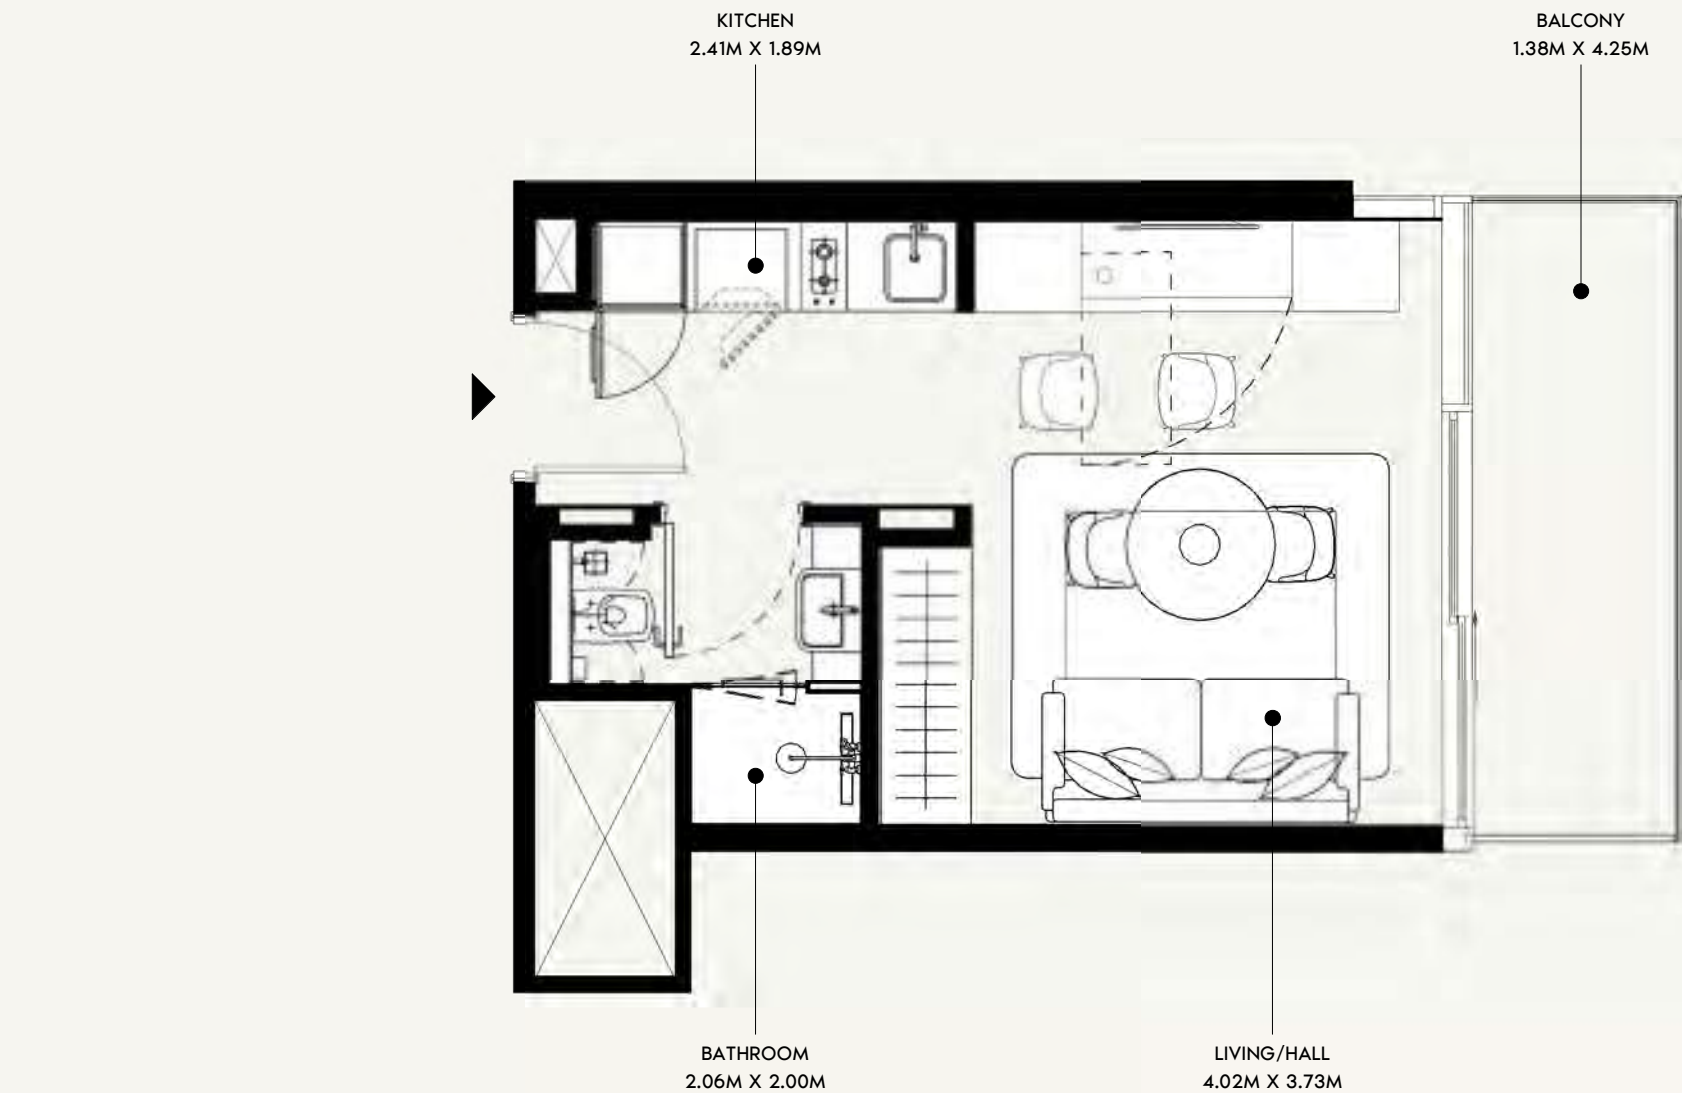 KITCHEN
2.41M X 1.89M
BALCONY
1.38M X 4.25M
BATHROOM
2.06M X 2.00M
LIVING/HALL
4.02M X 3.73M